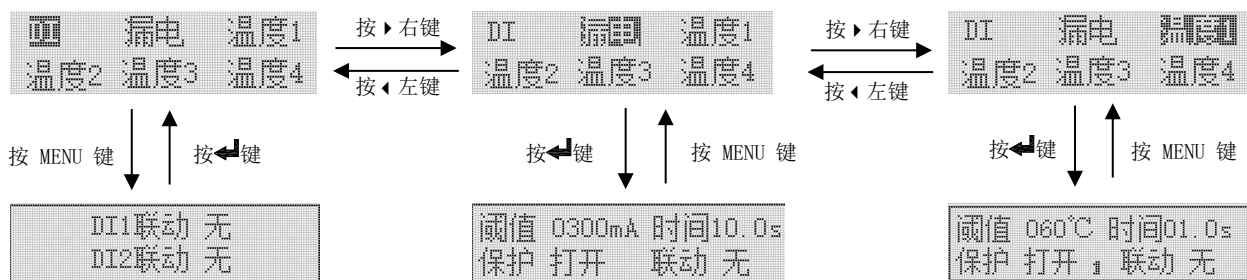 DI 漏电 温度1
温度2 温度3 温度4
按 右键
按 左键
DI 漏电 温度1
温度2 温度3 温度4
按 右键
按 左键
DI 漏电 温度1
温度2 温度3 温度4
按 MENU 键
按 键
按 键
按 MENU 键
按 键
按 MENU 键
DI1联动 无
DI2联动 无
阈值 0300mA 时间10.0s
保护 打开 联动 无
阈值 060℃ 时间01.0s
保护 打开 联动 无